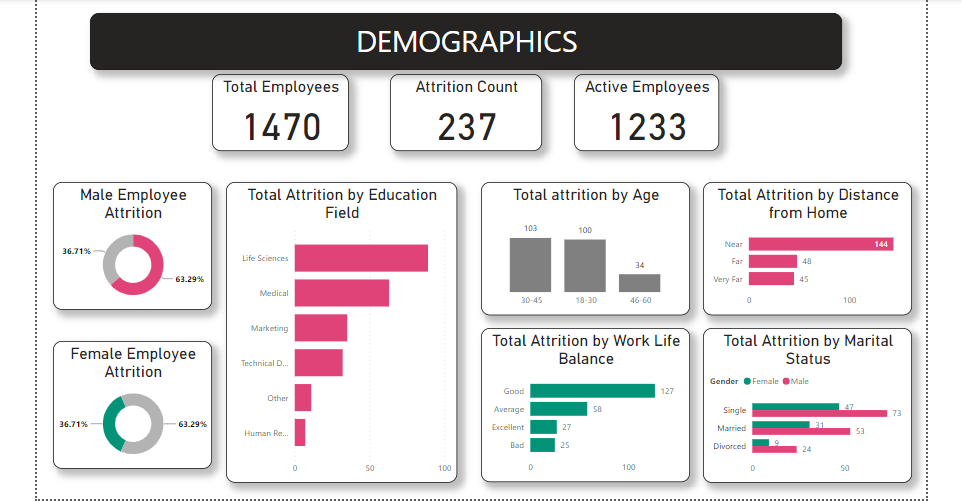 DEMOGRAPHICS
Total Employees
1470
Attrition Count
237
Active Employees
1233
Male Employee
Attrition
36.71%
63.29%
Female Employee
Attrition
36.71%
63.29%
Total Attrition by Education
Field
Life Sciences
Medical
Marketing
Technical D...
Other
Human Re...
0 50 100
Total attrition by Age
103 100 34
30-45 18-30 46-60
Total Attrition by Distance
from Home
Near 144
Far 48
Very Far 45
0 100
Total Attrition by Work Life
Balance
Good 127
Average 58
Excellent 27
Bad 25
0 100
Total Attrition by Marital
Status
Gender Female Male
Single 47 73
Married 31 53
Divorced 9 24
0 50